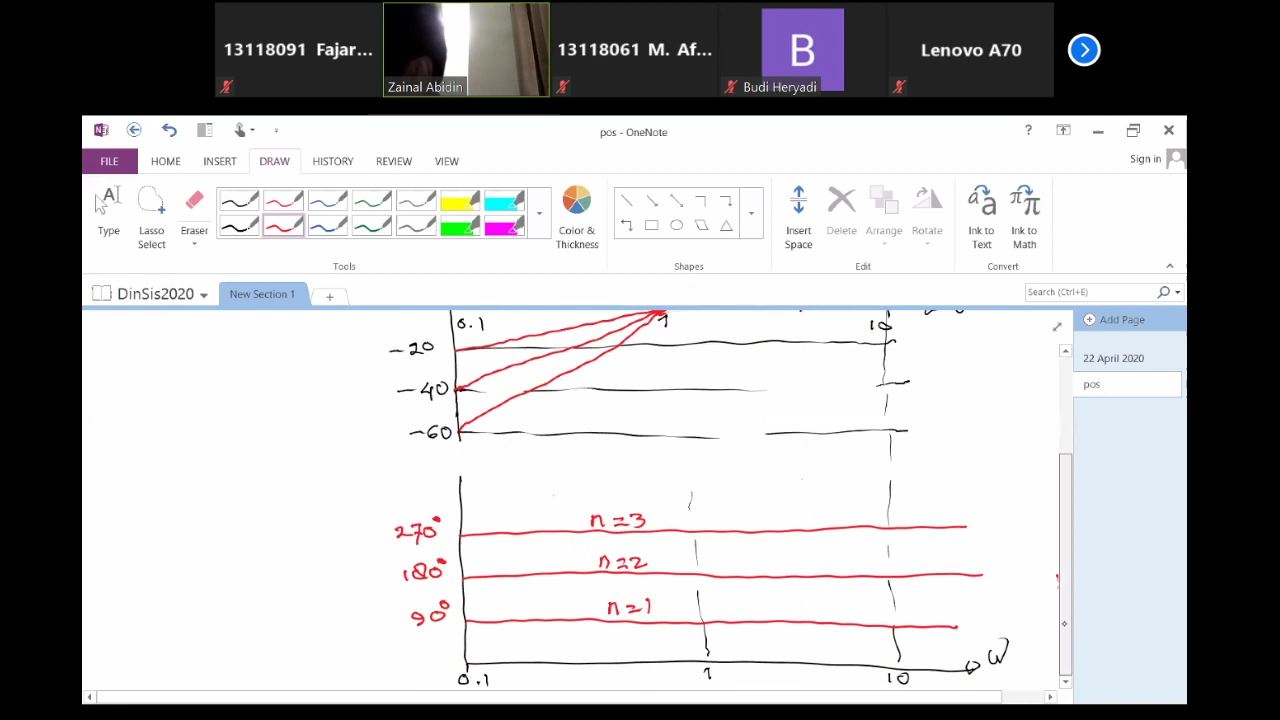 13118091 Fajar...
Zainal Abidin
13118061 M. Af...
B
Budi Heryadi
Lenovo A70
pos - OneNote
?
FILE
HOME
INSERT
DRAW
HISTORY
REVIEW
VIEW
Sign in
Type
Lasso Select
Eraser
Color & Thickness
Insert Space
Delete
Arrange
Rotate
Ink to Text
Ink to Math
Tools
Shapes
Edit
Convert
DinSis2020
New Section 1
Search (Ctrl+E)
Add Page
22 April 2020
pos
0.1
1
10
-20
-40
-60
270°
n=3
180°
n=2
90°
n=1
ω
0.1
1
10